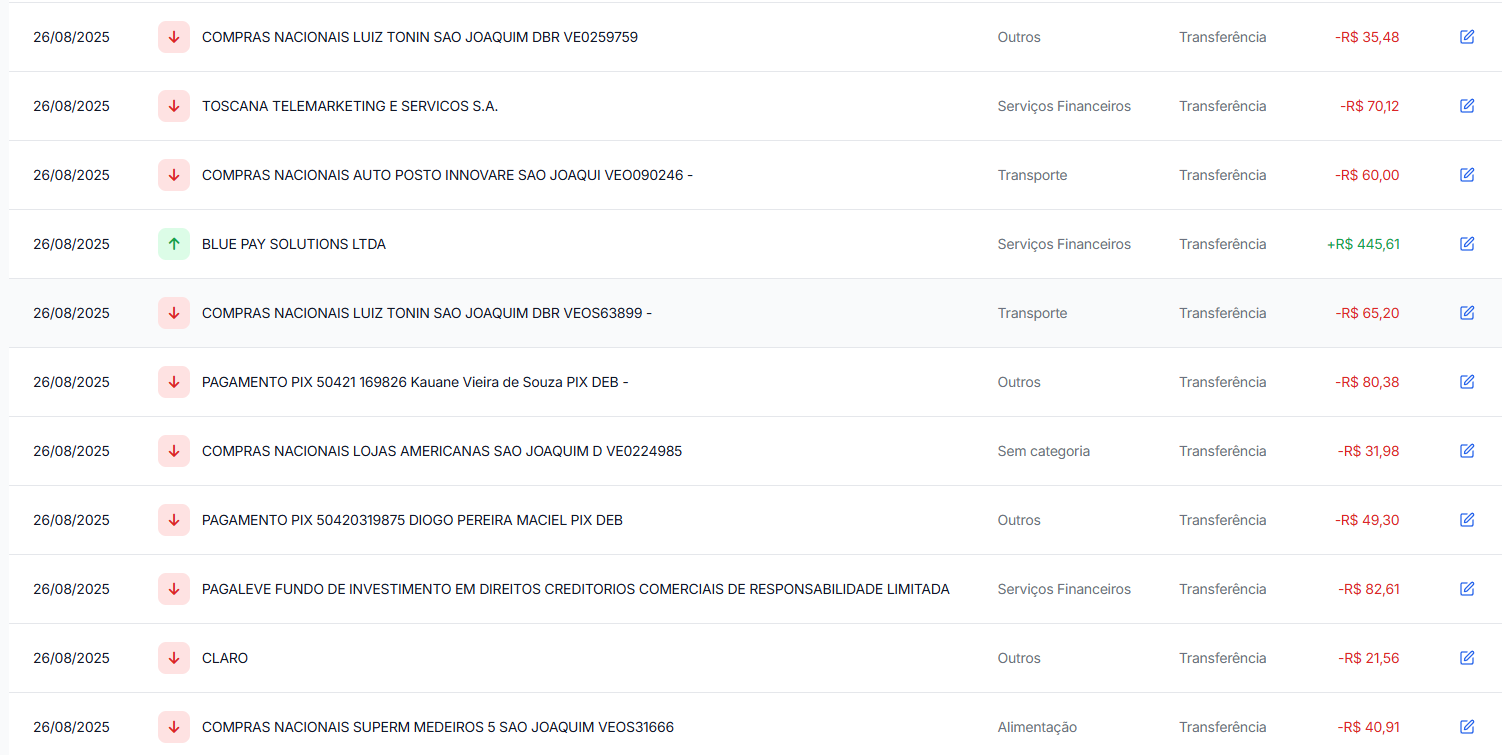 26/08/2025 COMPRAS NACIONAIS LUIZ TONIN SAO JOAQUIM DBR VE0259759 Outros Transferência -R$ 35,48
26/08/2025 TOSCANA TELEMARKETING E SERVICOS S.A. Serviços Financeiros Transferência -R$ 70,12
26/08/2025 COMPRAS NACIONAIS AUTO POSTO INNOVARE SAO JOAQUI VEO090246 - Transporte Transferência -R$ 60,00
26/08/2025 BLUE PAY SOLUTIONS LTDA Serviços Financeiros Transferência +R$ 445,61
26/08/2025 COMPRAS NACIONAIS LUIZ TONIN SAO JOAQUIM DBR VEOS63899 - Transporte Transferência -R$ 65,20
26/08/2025 PAGAMENTO PIX 50421 169826 Kauane Vieira de Souza PIX DEB - Outros Transferência -R$ 80,38
26/08/2025 COMPRAS NACIONAIS LOJAS AMERICANAS SAO JOAQUIM D VE0224985 Sem categoria Transferência -R$ 31,98
26/08/2025 PAGAMENTO PIX 50420319875 DIOGO PEREIRA MACIEL PIX DEB Outros Transferência -R$ 49,30
26/08/2025 PAGALEVE FUNDO DE INVESTIMENTO EM DIREITOS CREDITORIOS COMERCIAIS DE RESPONSABILIDADE LIMITADA Serviços Financeiros Transferência -R$ 82,61
26/08/2025 CLARO Outros Transferência -R$ 21,56
26/08/2025 COMPRAS NACIONAIS SUPERM MEDEIROS 5 SAO JOAQUIM VEOS31666 Alimentação Transferência -R$ 40,91